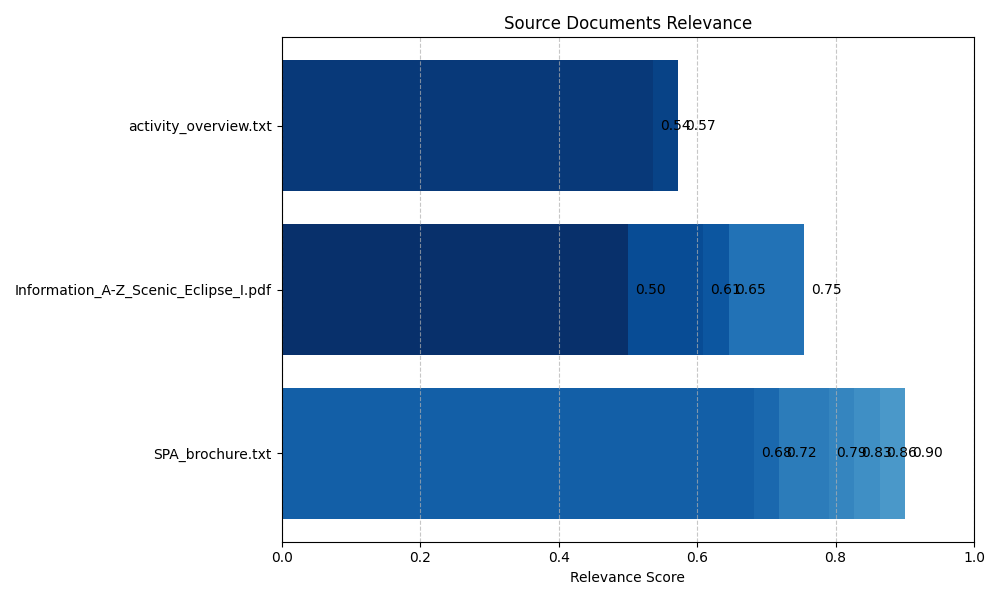 Source Documents Relevance
activity_overview.txt
0.54 0.57
Information_A-Z_Scenic_Eclipse_I.pdf
0.50 0.61 0.65 0.75
SPA_brochure.txt
0.68 0.72 0.79 0.83 0.86 0.90
0.0 0.2 0.4 0.6 0.8 1.0
Relevance Score